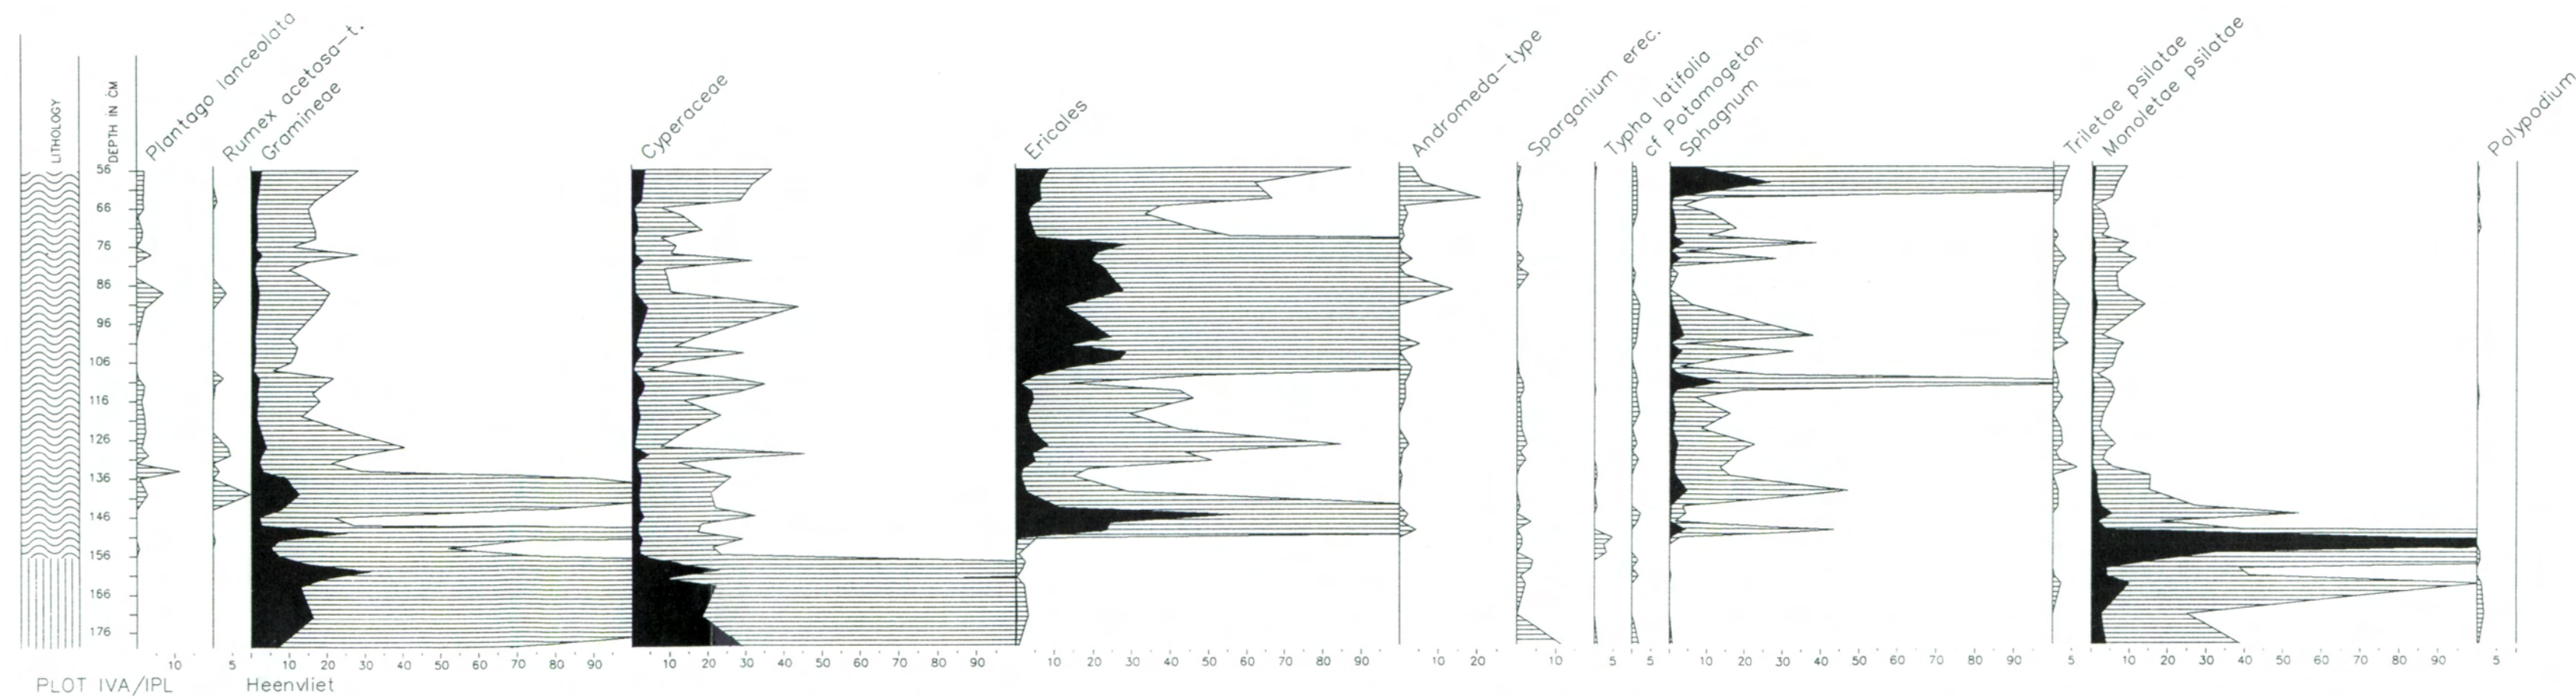 LITHOLOGY
DEPTH IN CM
Plantago lanceolata
Rumex acetosa-t.
Gramineae
Cyperaceae
Ericales
Andromeda-type
Sparganium erec.
Typha latifolia
cf Potamogeton
Sphagnum
Triletae psilatae
Monoletae psilatae
Polypodium
56
66
76
86
96
106
116
126
136
146
156
166
176
10 5 10 20 30 40 50 60 70 80 90 10 20 30 40 50 60 70 80 90 10 20 30 40 50 60 70 80 90 10 20 10 5 5 10 20 30 40 50 60 70 80 90 5 10 20 30 40 50 60 70 80 90 5
PLOT IVA/IPL Heenvliet